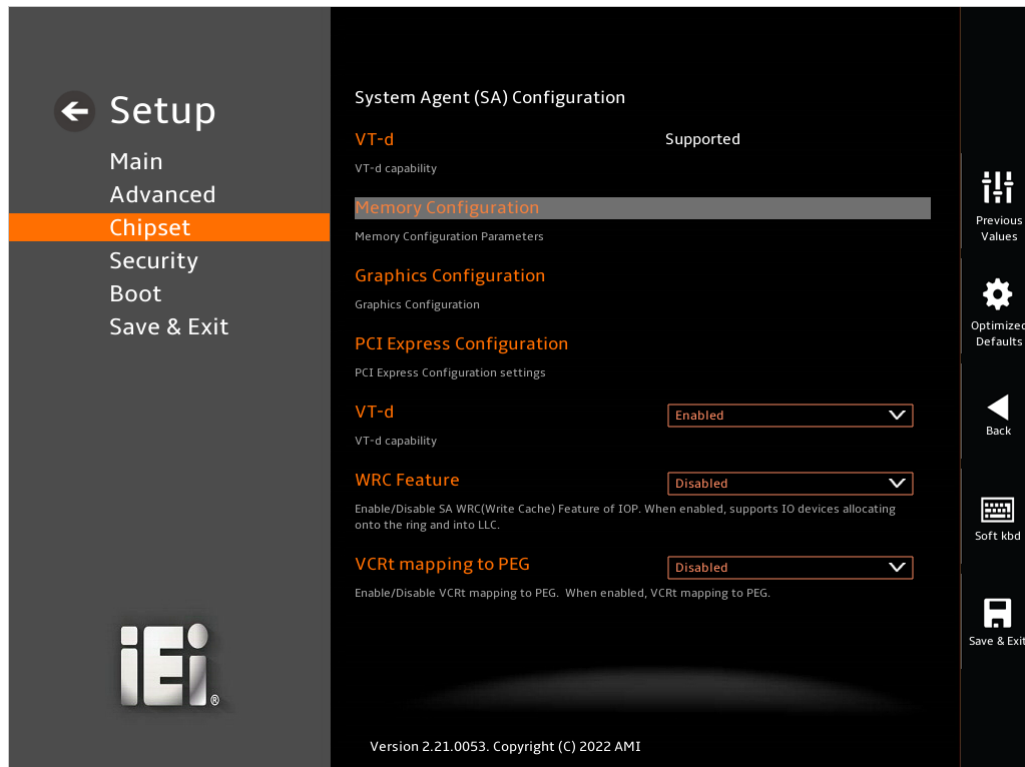 Setup
Main
Advanced
Chipset
Security
Boot
Save & Exit
iEi®
System Agent (SA) Configuration
VT-d Supported
VT-d capability
Memory Configuration
Memory Configuration Parameters
Graphics Configuration
Graphics Configuration
PCI Express Configuration
PCI Express Configuration settings
VT-d Enabled
VT-d capability
WRC Feature Disabled
Enable/Disable SA WRC(Write Cache) Feature of IOP. When enabled, supports IO devices allocating
onto the ring and into LLC.
VCRt mapping to PEG Disabled
Enable/Disable VCRt mapping to PEG.  When enabled, VCRt mapping to PEG.
Version 2.21.0053. Copyright (C) 2022 AMI
Previous
Values
Optimized
Defaults
Back
Soft kbd
Save & Exit